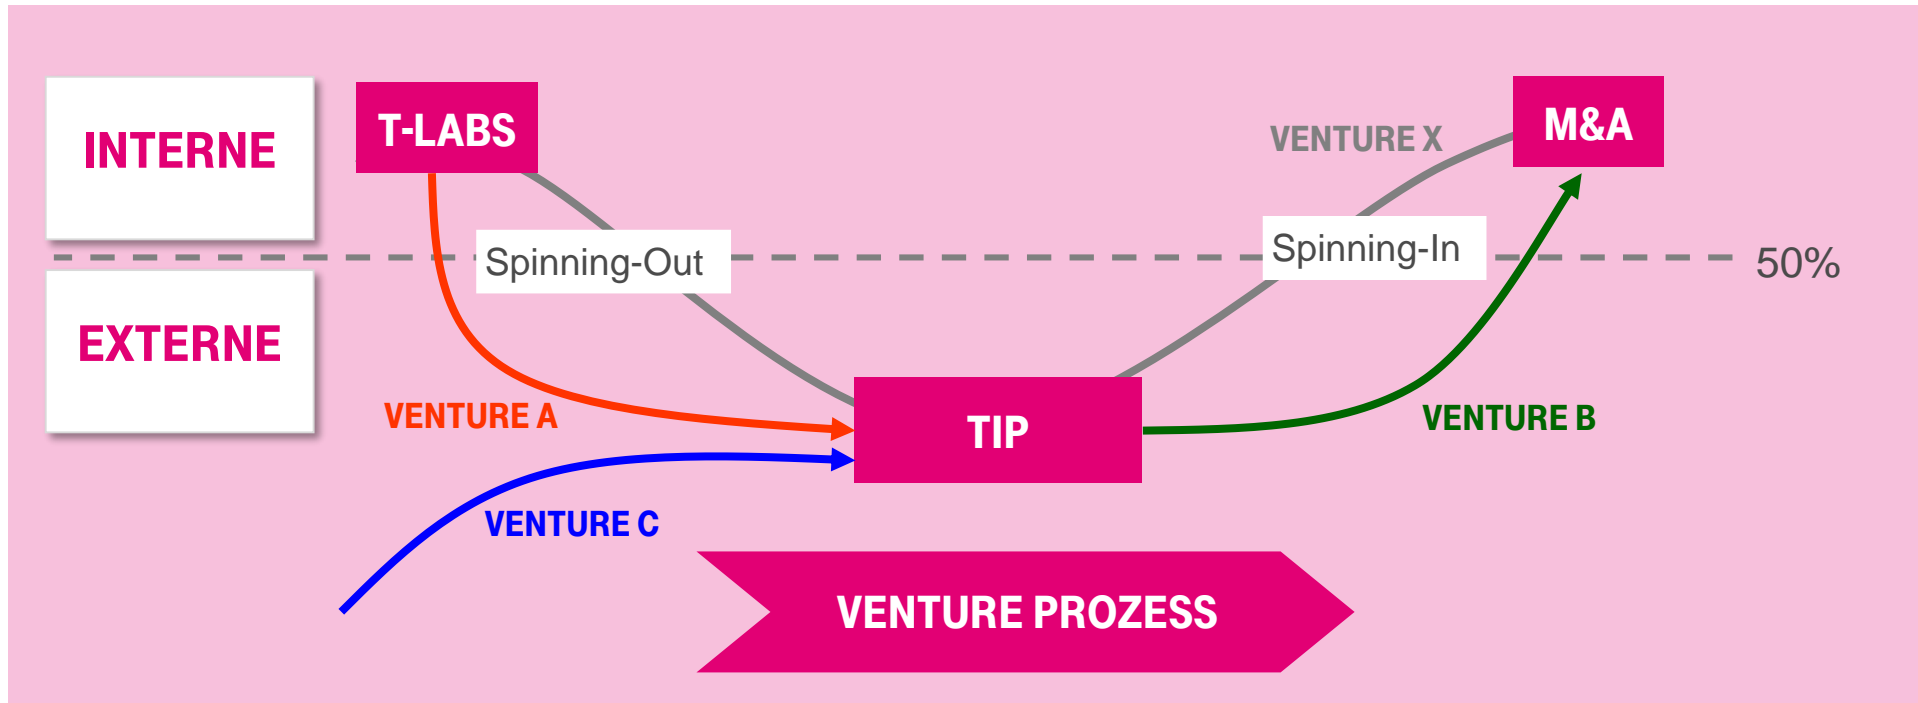 INTERNE
T-LABS
VENTURE X
M&A
Spinning-Out
Spinning-In
50%
EXTERNE
VENTURE A
TIP
VENTURE B
VENTURE C
VENTURE PROZESS